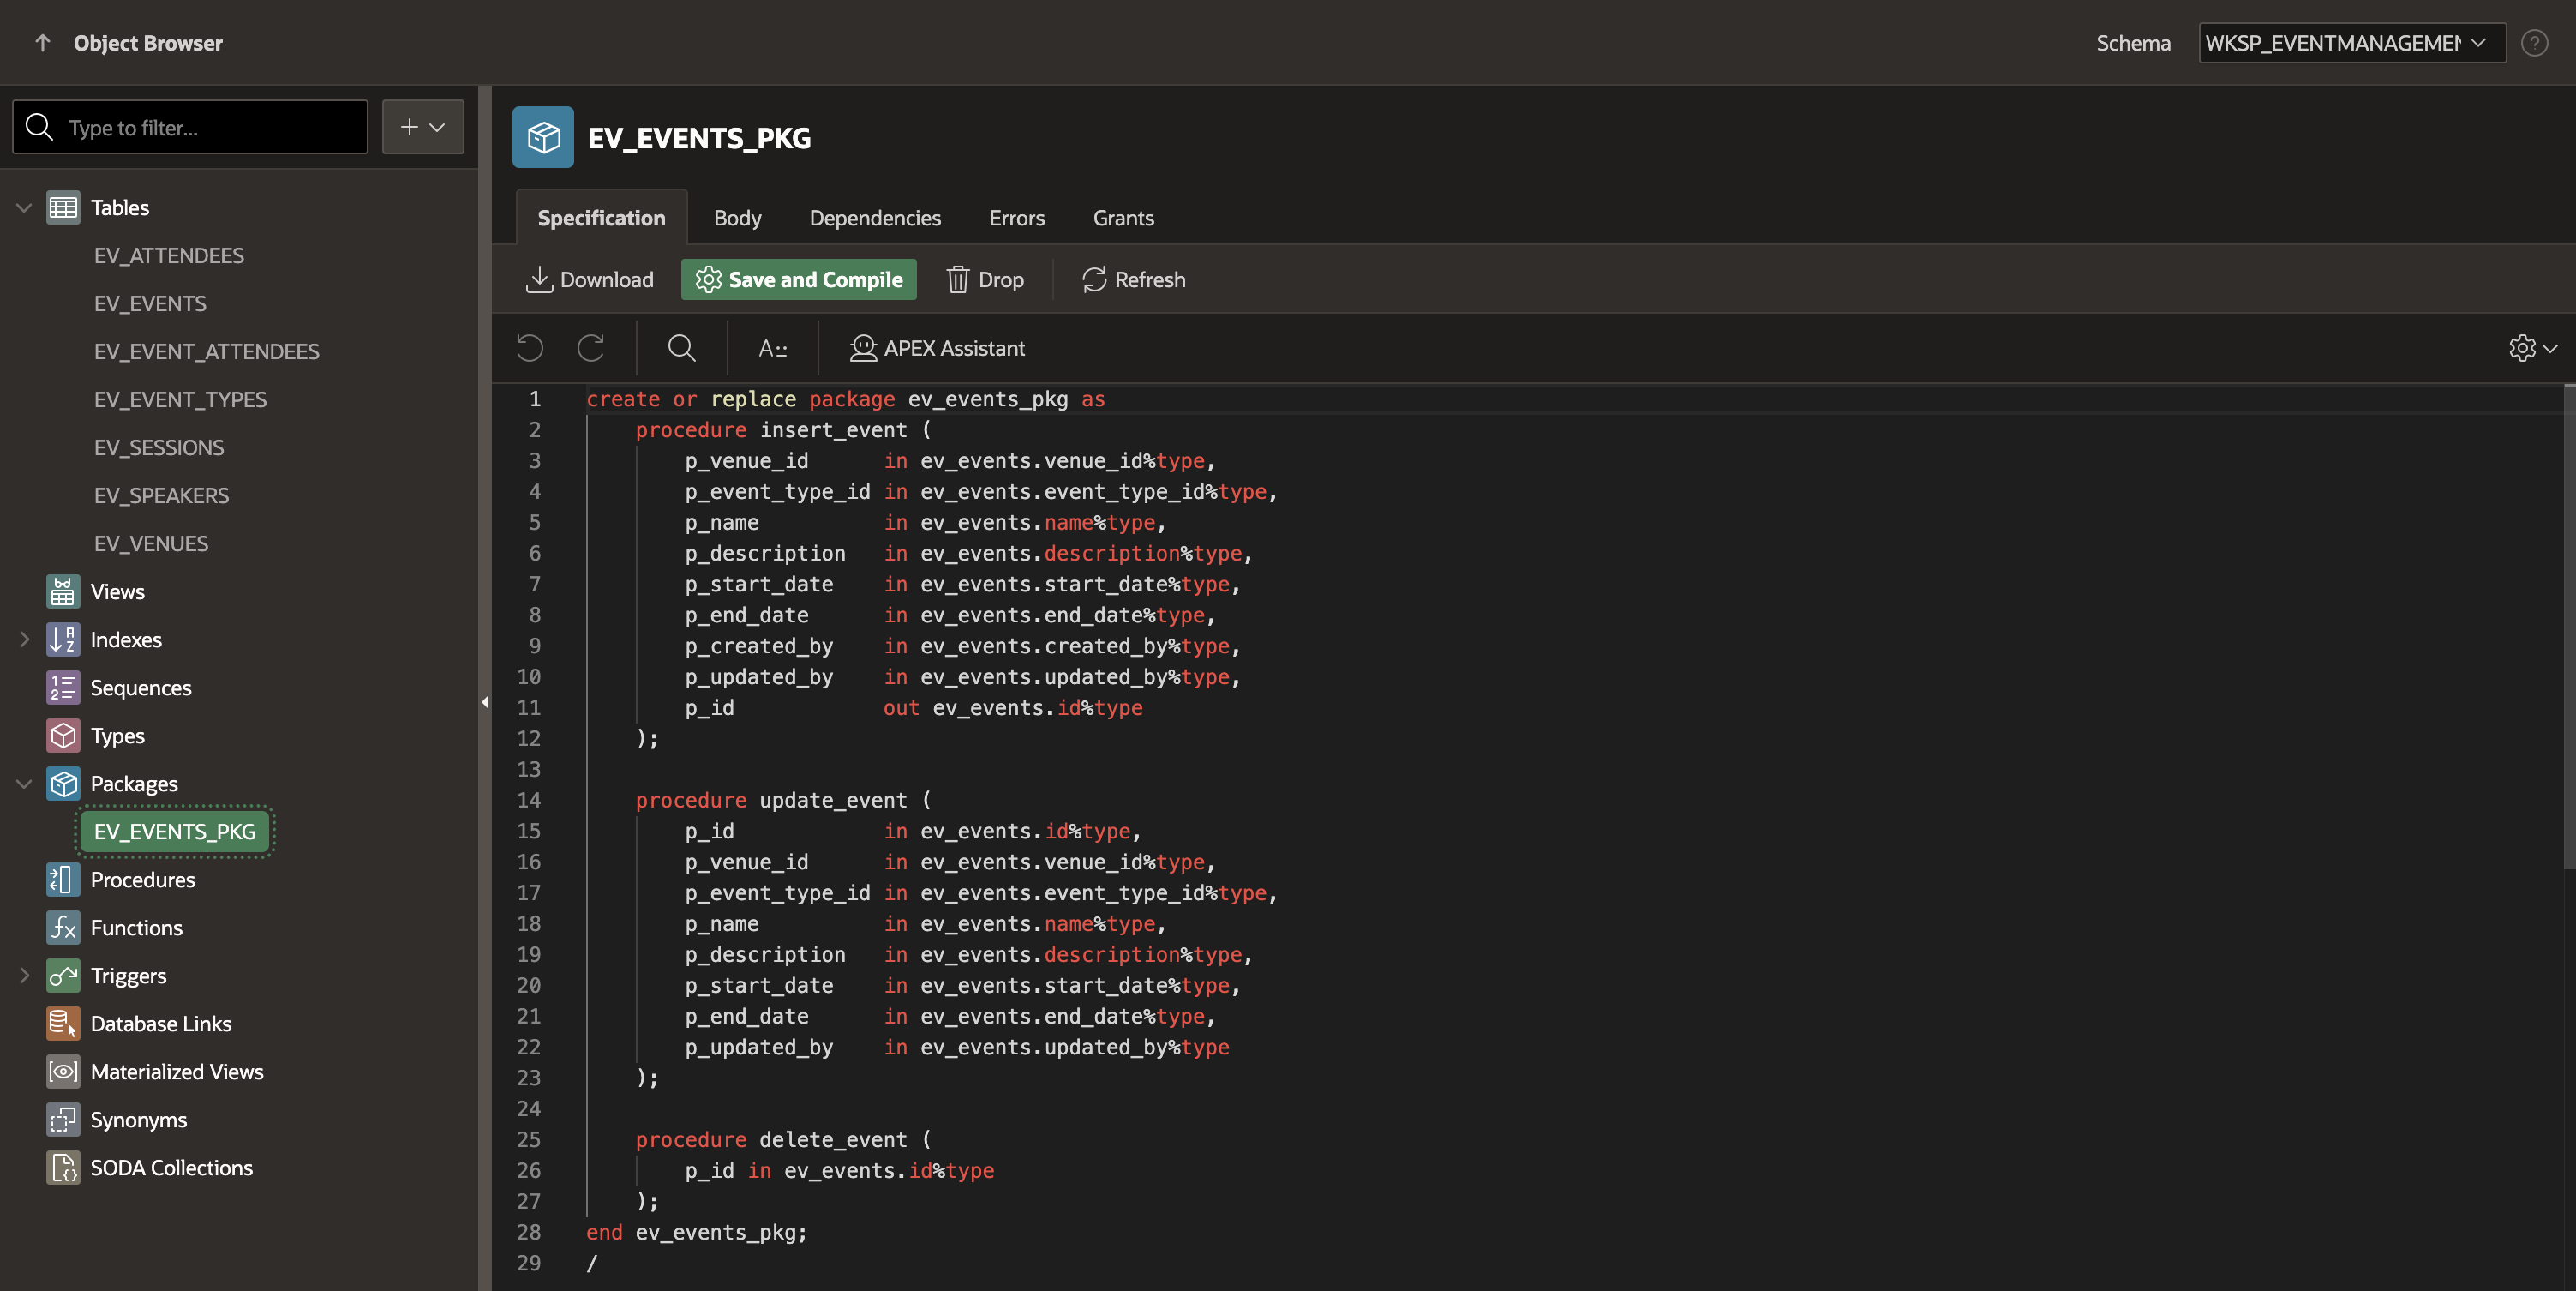 Object Browser
Schema
WKSP_EVENTMANAGEMEN
?
Type to filter...
Tables
EV_ATTENDEES
EV_EVENTS
EV_EVENT_ATTENDEES
EV_EVENT_TYPES
EV_SESSIONS
EV_SPEAKERS
EV_VENUES
Views
Indexes
Sequences
Types
Packages
EV_EVENTS_PKG
Procedures
Functions
Triggers
Database Links
Materialized Views
Synonyms
SODA Collections
EV_EVENTS_PKG
Specification Body Dependencies Errors Grants
Download Save and Compile Drop Refresh
A:: APEX Assistant
1 create or replace package ev_events_pkg as
2 procedure insert_event (
3 p_venue_id in ev_events.venue_id%type,
4 p_event_type_id in ev_events.event_type_id%type,
5 p_name in ev_events.name%type,
6 p_description in ev_events.description%type,
7 p_start_date in ev_events.start_date%type,
8 p_end_date in ev_events.end_date%type,
9 p_created_by in ev_events.created_by%type,
10 p_updated_by in ev_events.updated_by%type,
11 p_id out ev_events.id%type
12 );
13
14 procedure update_event (
15 p_id in ev_events.id%type,
16 p_venue_id in ev_events.venue_id%type,
17 p_event_type_id in ev_events.event_type_id%type,
18 p_name in ev_events.name%type,
19 p_description in ev_events.description%type,
20 p_start_date in ev_events.start_date%type,
21 p_end_date in ev_events.end_date%type,
22 p_updated_by in ev_events.updated_by%type
23 );
24
25 procedure delete_event (
26 p_id in ev_events.id%type
27 );
28 end ev_events_pkg;
29 /